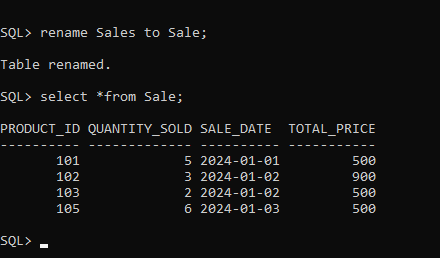 SQL> rename Sales to Sale;
Table renamed.
SQL> select *from Sale;
PRODUCT_ID QUANTITY_SOLD SALE_DATE  TOTAL_PRICE
---------- ------------- ---------- -----------
       101             5 2024-01-01         500
       102             3 2024-01-02         900
       103             2 2024-01-02         500
       105             6 2024-01-03         500
SQL>